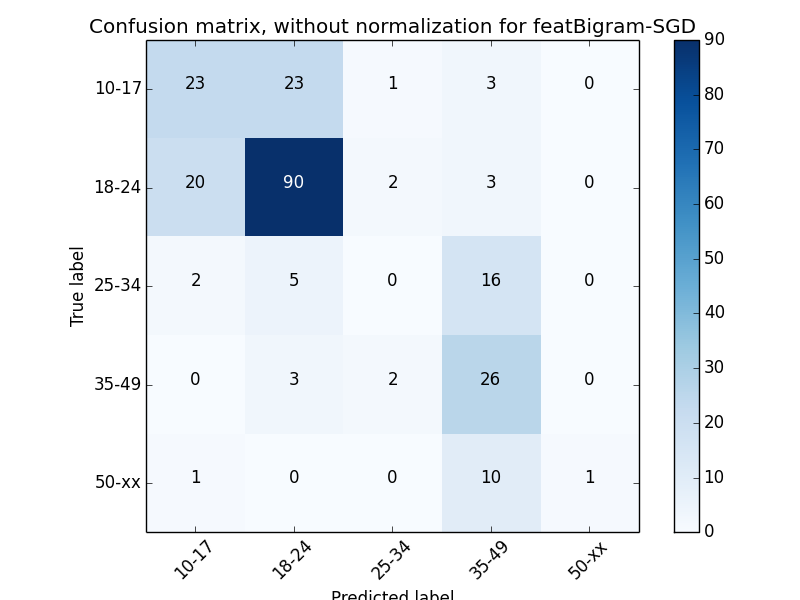 Confusion matrix, without normalization for featBigram-SGD
True label
10-17 23 23 1 3 0
18-24 20 90 2 3 0
25-34 2 5 0 16 0
35-49 0 3 2 26 0
50-xx 1 0 0 10 1
10-17 18-24 25-34 35-49 50-xx
Predicted label
90
80
70
60
50
40
30
20
10
0